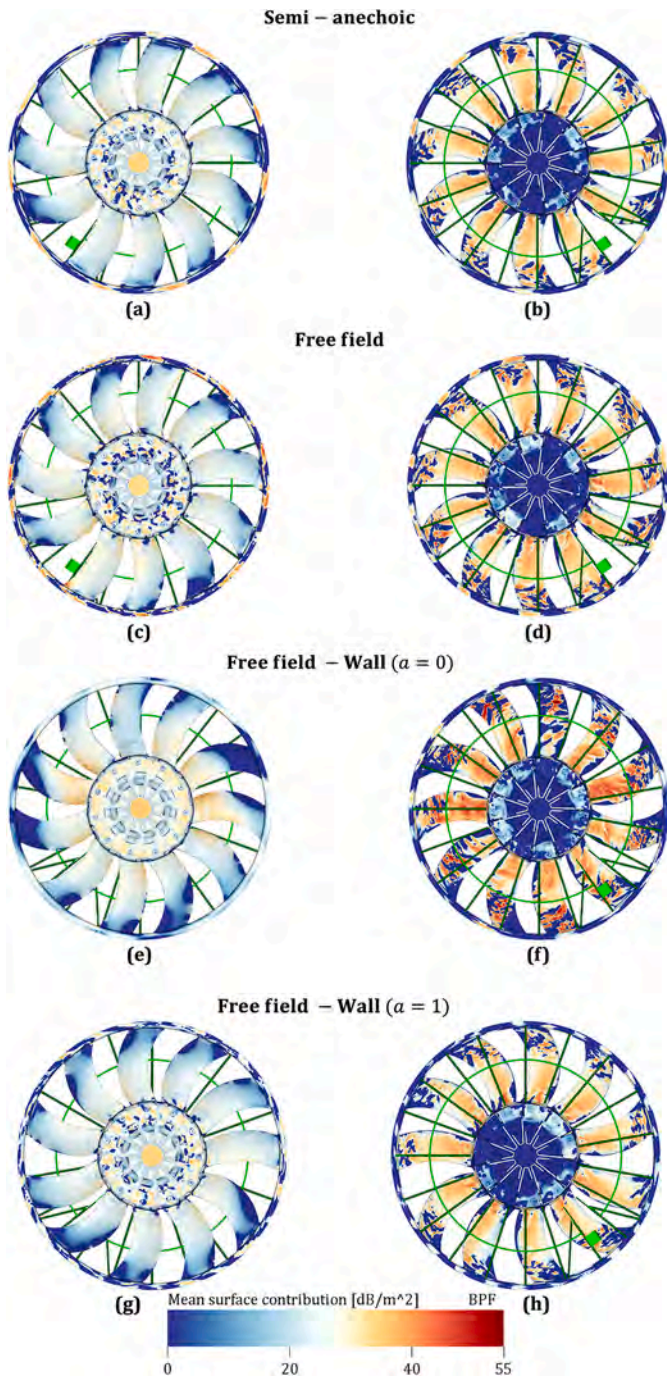 Semi − anechoic
(a) (b)
Free field
(c) (d)
Free field − Wall (a = 0)
(e) (f)
Free field − Wall (a = 1)
(g) (h)
Mean surface contribution [dB/m^2] BPF
0 20 40 55